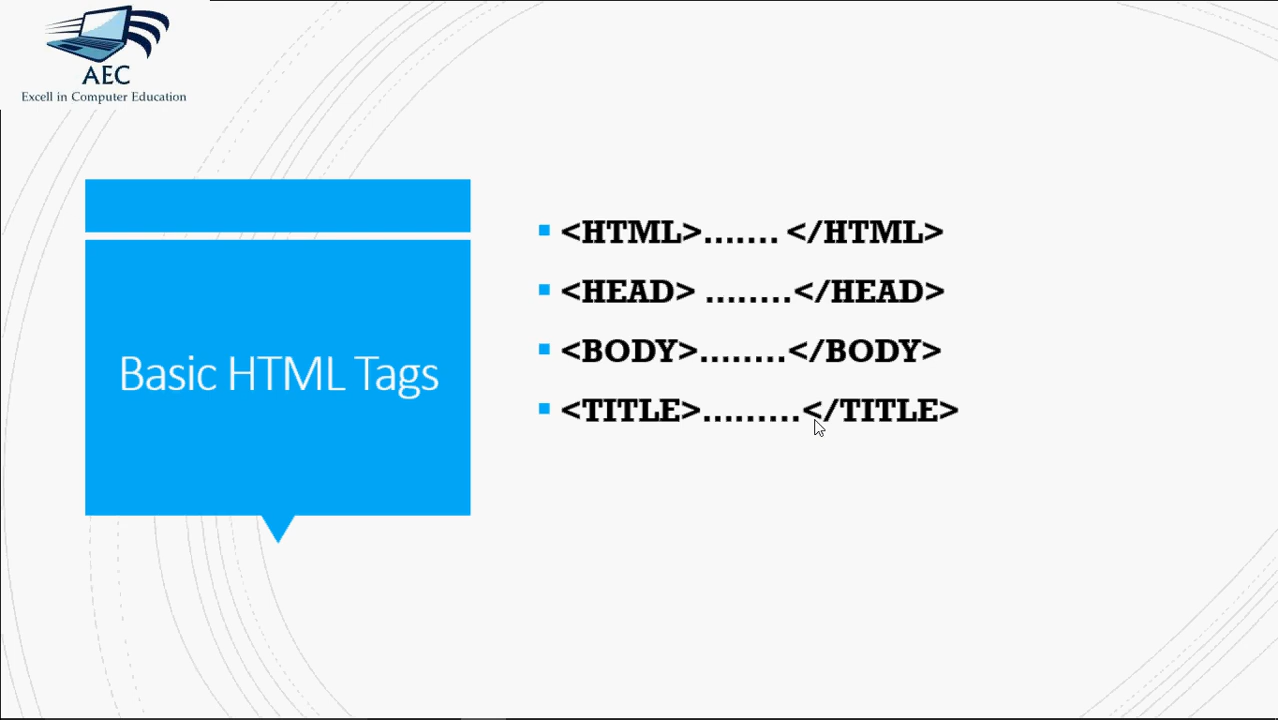 AEC
Excell in Computer Education
Basic HTML Tags
<HTML>....... </HTML>
<HEAD> ........</HEAD>
<BODY>........</BODY>
<TITLE>.........</TITLE>